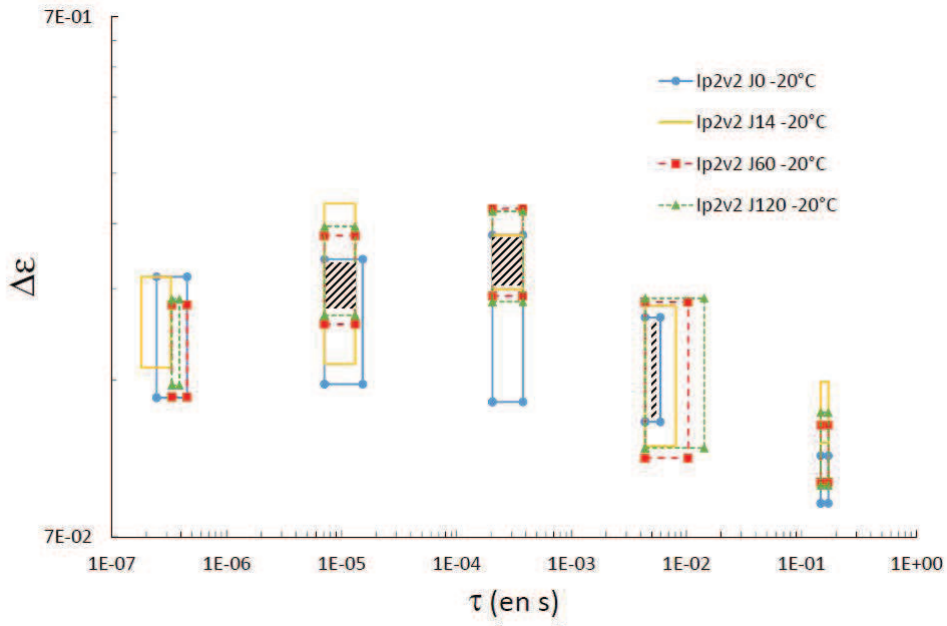 7E-01
Ip2v2 J0 -20°C
Ip2v2 J14 -20°C
Ip2v2 J60 -20°C
Ip2v2 J120 -20°C
Δε
7E-02
1E-07 1E-06 1E-05 1E-04 1E-03 1E-02 1E-01 1E+00
τ (en s)